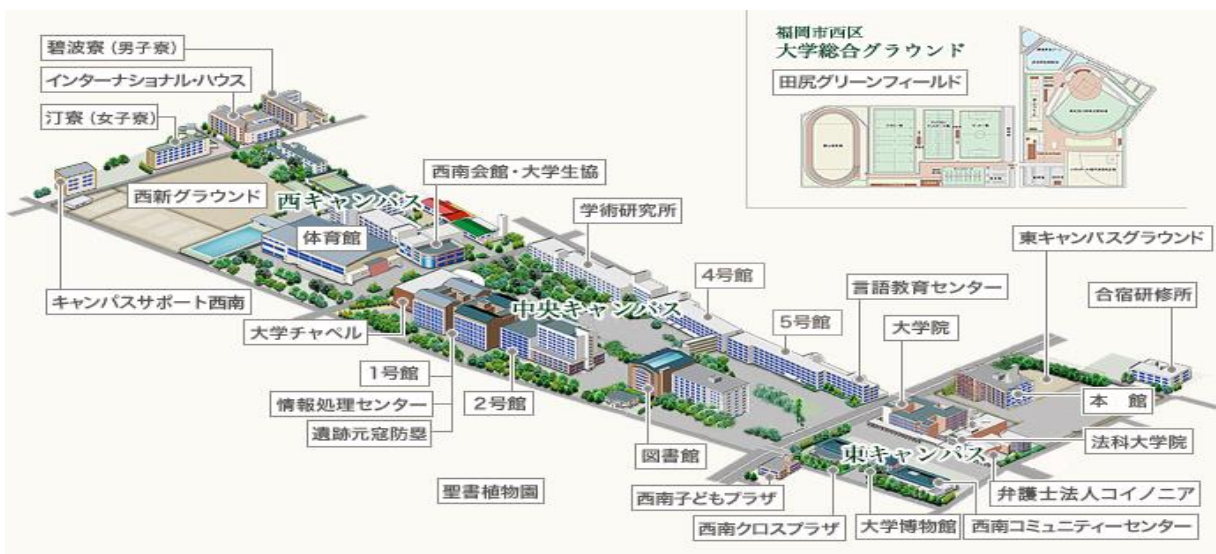 福岡市西区
大学総合グラウンド
田尻グリーンフィールド
碧波寮(男子寮)
インターナショナル・ハウス
汀寮(女子寮)
西新グラウンド
西キャンパス
西南会館・大学生協
体育館
学術研究所
キャンパスサポート西南
大学チャペル
中央キャンパス
4号館
言語教育センター
東キャンパスグラウンド
合宿研修所
5号館
大学院
1号館
情報処理センター
2号館
遺跡元寇防塁
本 館
法科大学院
図書館
東キャンパス
聖書植物園
西南子どもプラザ
弁護士法人コイノニア
西南クロスプラザ
大学博物館
西南コミュニティーセンター